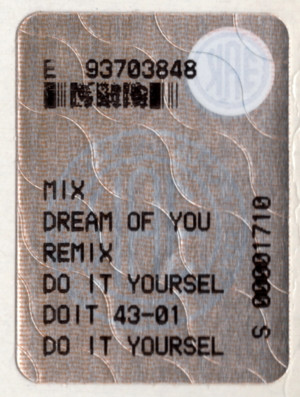 E 93703848
MIX
DREAM OF YOU
REMIX
DO IT YOURSEL
DOIT 43-01
DO IT YOURSEL
S 00001710